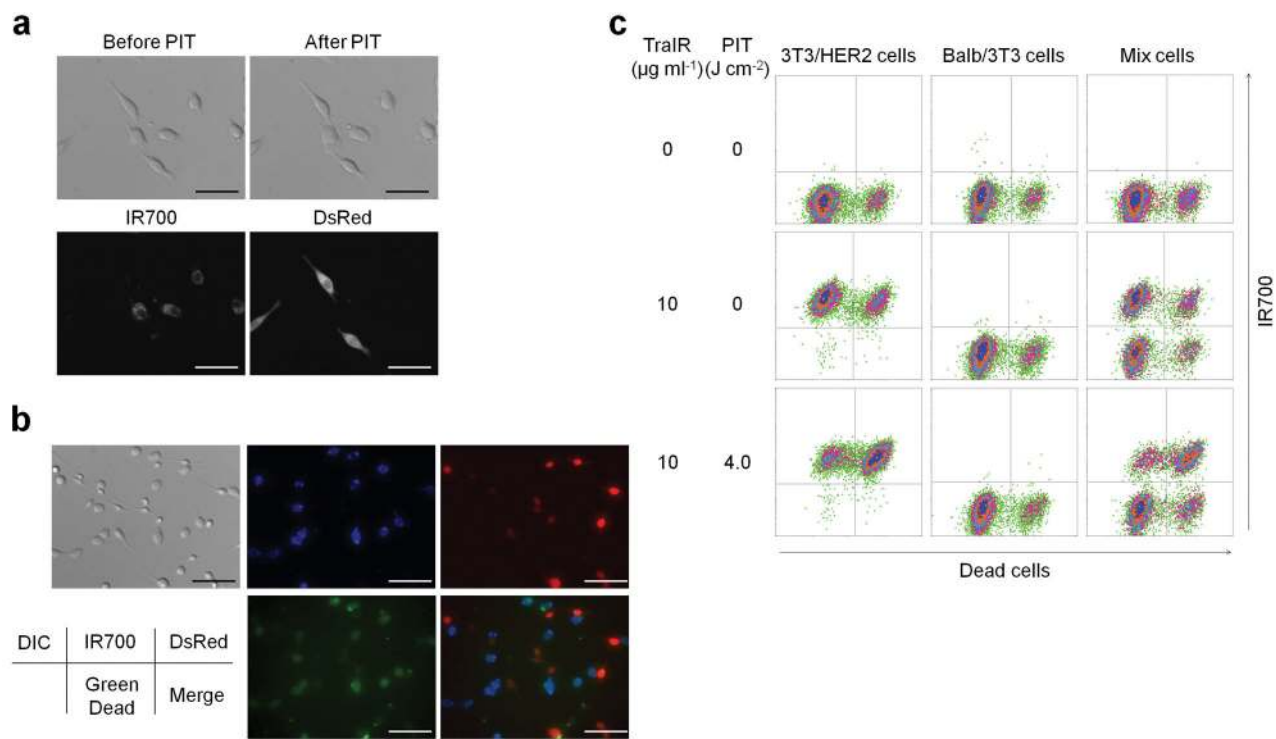 a
Before PIT After PIT
IR700 DsRed
b
DIC IR700 DsRed
Green Dead Merge
c
TraIR (µg ml-1) PIT (J cm-2) 3T3/HER2 cells Balb/3T3 cells Mix cells
0 0
10 0
10 4.0
IR700
Dead cells